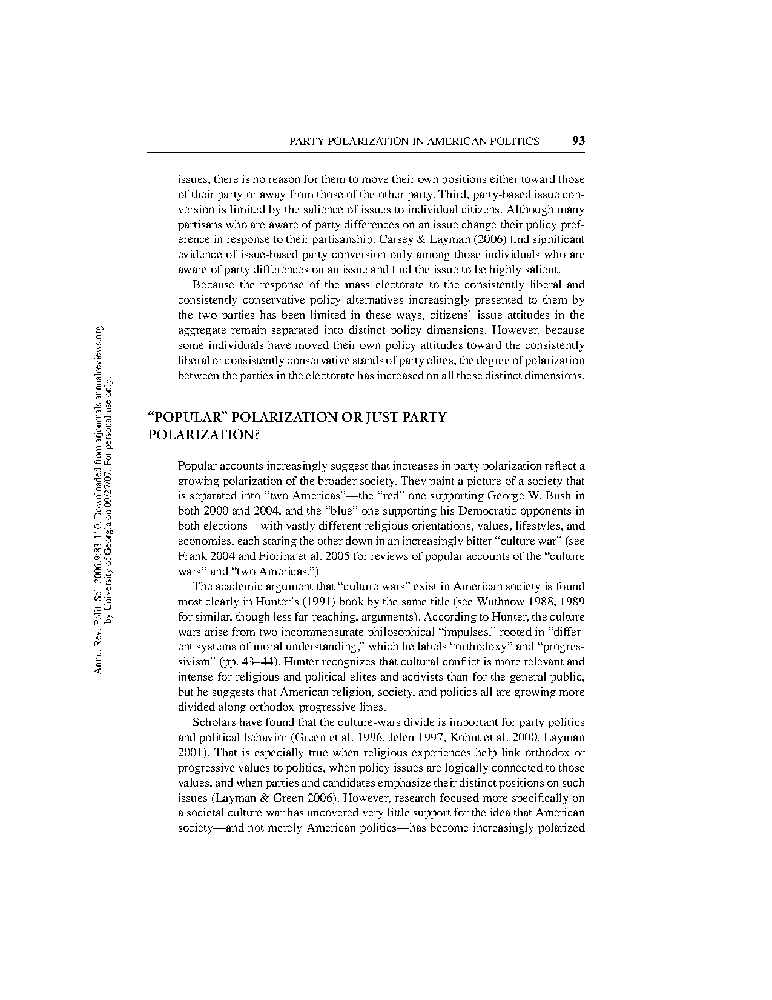 PARTY POLARIZATION IN AMERICAN POLITICS 93
issues, there is no reason for them to move their own positions either toward those
of their party or away from those of the other party. Third, party-based issue con-
version is limited by the salience of issues to individual citizens. Although many
partisans who are aware of party differences on an issue change their policy pref-
erence in response to their partisanship, Carsey & Layman (2006) find significant
evidence of issue-based party conversion only among those individuals who are
aware of party differences on an issue and find the issue to be highly salient.
Because the response of the mass electorate to the consistently liberal and
consistently conservative policy alternatives increasingly presented to them by
the two parties has been limited in these ways, citizens’ issue attitudes in the
aggregate remain separated into distinct policy dimensions. However, because
some individuals have moved their own policy attitudes toward the consistently
liberal or consistently conservative stands of party elites, the degree of polarization
between the parties in the electorate has increased on all these distinct dimensions.
“POPULAR” POLARIZATION OR JUST PARTY
POLARIZATION?
Popular accounts increasingly suggest that increases in party polarization reflect a
growing polarization of the broader society. They paint a picture of a society that
is separated into “two Americas”—the “red” one supporting George W. Bush in
both 2000 and 2004, and the “blue” one supporting his Democratic opponents in
both elections—with vastly different religious orientations, values, lifestyles, and
economies, each staring the other down in an increasingly bitter “culture war” (see
Frank 2004 and Fiorina et al. 2005 for reviews of popular accounts of the “culture
wars” and “two Americas.”)
The academic argument that “culture wars” exist in American society is found
most clearly in Hunter’s (1991) book by the same title (see Wuthnow 1988, 1989
for similar, though less far-reaching, arguments). According to Hunter, the culture
wars arise from two incommensurate philosophical “impulses,” rooted in “differ-
ent systems of moral understanding,” which he labels “orthodoxy” and “progres-
sivism” (pp. 43–44). Hunter recognizes that cultural conflict is more relevant and
intense for religious and political elites and activists than for the general public,
but he suggests that American religion, society, and politics all are growing more
divided along orthodox-progressive lines.
Scholars have found that the culture-wars divide is important for party politics
and political behavior (Green et al. 1996, Jelen 1997, Kohut et al. 2000, Layman
2001). That is especially true when religious experiences help link orthodox or
progressive values to politics, when policy issues are logically connected to those
values, and when parties and candidates emphasize their distinct positions on such
issues (Layman & Green 2006). However, research focused more specifically on
a societal culture war has uncovered very little support for the idea that American
society—and not merely American politics—has become increasingly polarized
Annu. Rev. Polit. Sci. 2006.9:83-110. Downloaded from arjournals.annualreviews.org
by University of Georgia on 09/27/07. For personal use only.